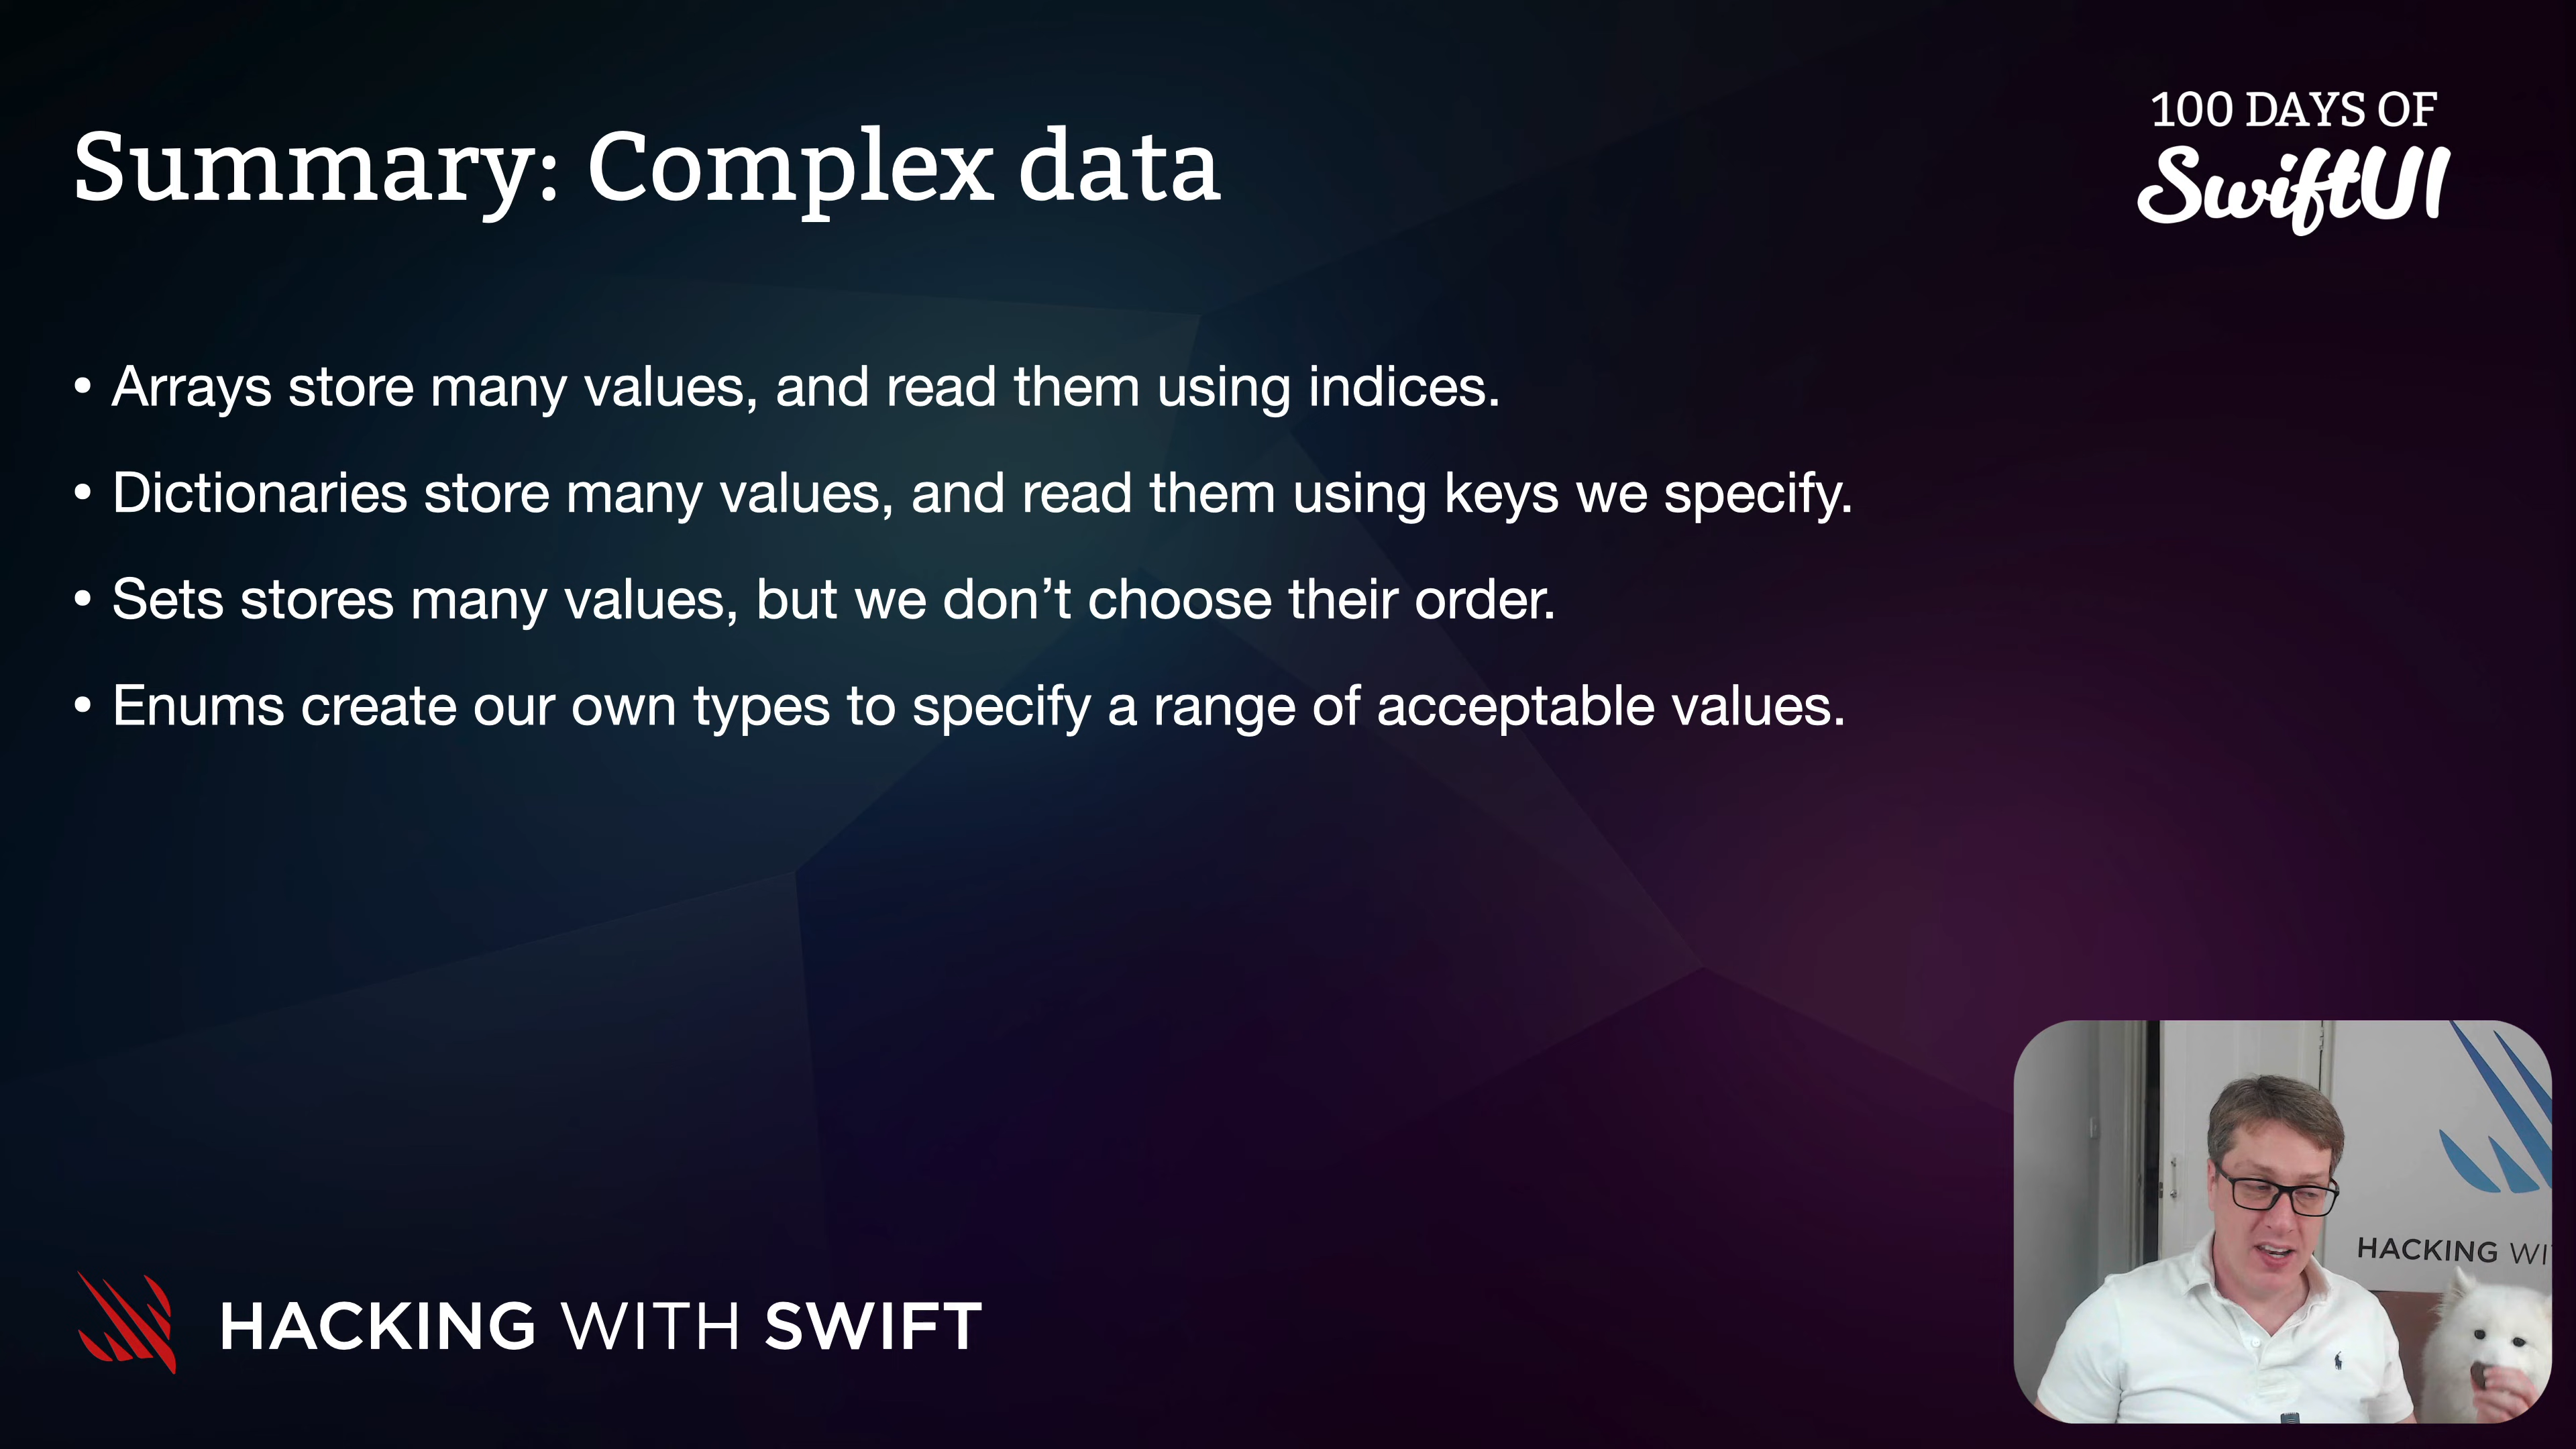 Summary: Complex data
100 DAYS OF
SwiftUI
• Arrays store many values, and read them using indices.
• Dictionaries store many values, and read them using keys we specify.
• Sets stores many values, but we don’t choose their order.
• Enums create our own types to specify a range of acceptable values.
HACKING WITH SWIFT
HACKING WI